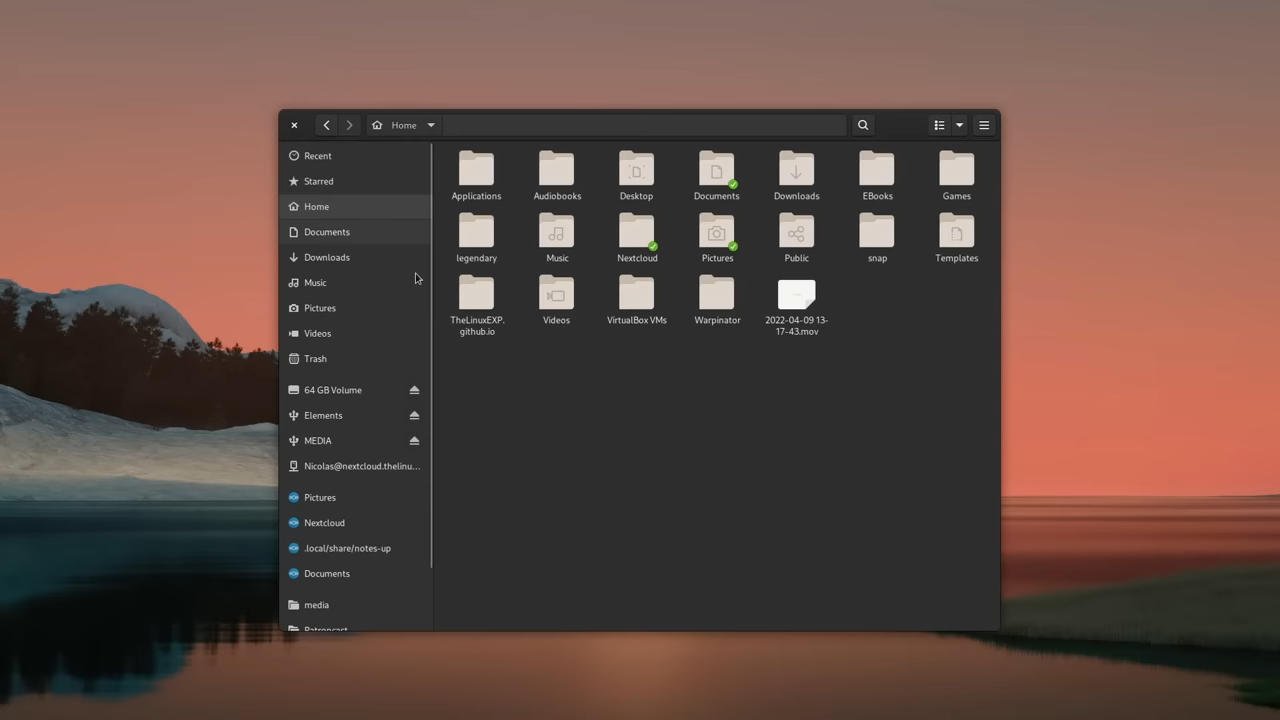 Home
Recent
Starred
Home
Documents
Downloads
Music
Pictures
Videos
Trash
64 GB Volume
Elements
MEDIA
Nicolas@nextcloud.thelinu...
Pictures
Nextcloud
.local/share/notes-up
Documents
media
Patroncast
Applications
Audiobooks
Desktop
Documents
Downloads
EBooks
Games
legendary
Music
Nextcloud
Pictures
Public
snap
Templates
TheLinuxEXP.
github.io
Videos
VirtualBox VMs
Warpinator
2022-04-09 13-
17-43.mov